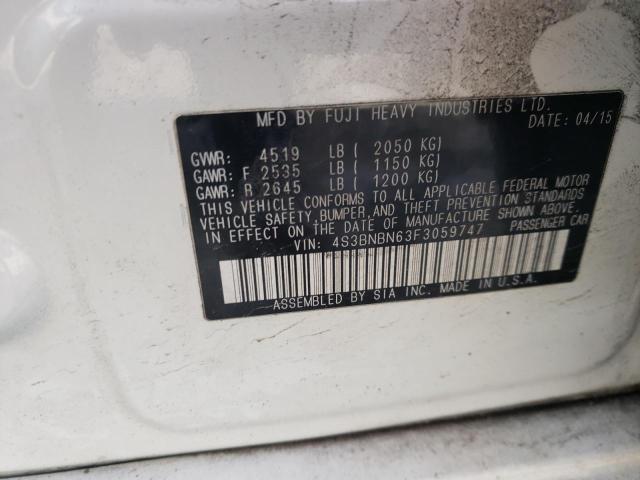 MFD BY FUJI HEAVY INDUSTRIES LTD.
DATE: 04/15
GVWR: 4519 LB ( 2050 KG)
GAWR: F 2535 LB ( 1150 KG)
GAWR: R 2645 LB ( 1200 KG)
THIS VEHICLE CONFORMS TO ALL APPLICABLE FEDERAL MOTOR
VEHICLE SAFETY, BUMPER, AND THEFT PREVENTION STANDARDS
IN EFFECT ON THE DATE OF MANUFACTURE SHOWN ABOVE.
VIN: 4S3BNBN63F3059747 PASSENGER CAR
ASSEMBLED BY SIA INC. MADE IN U.S.A.